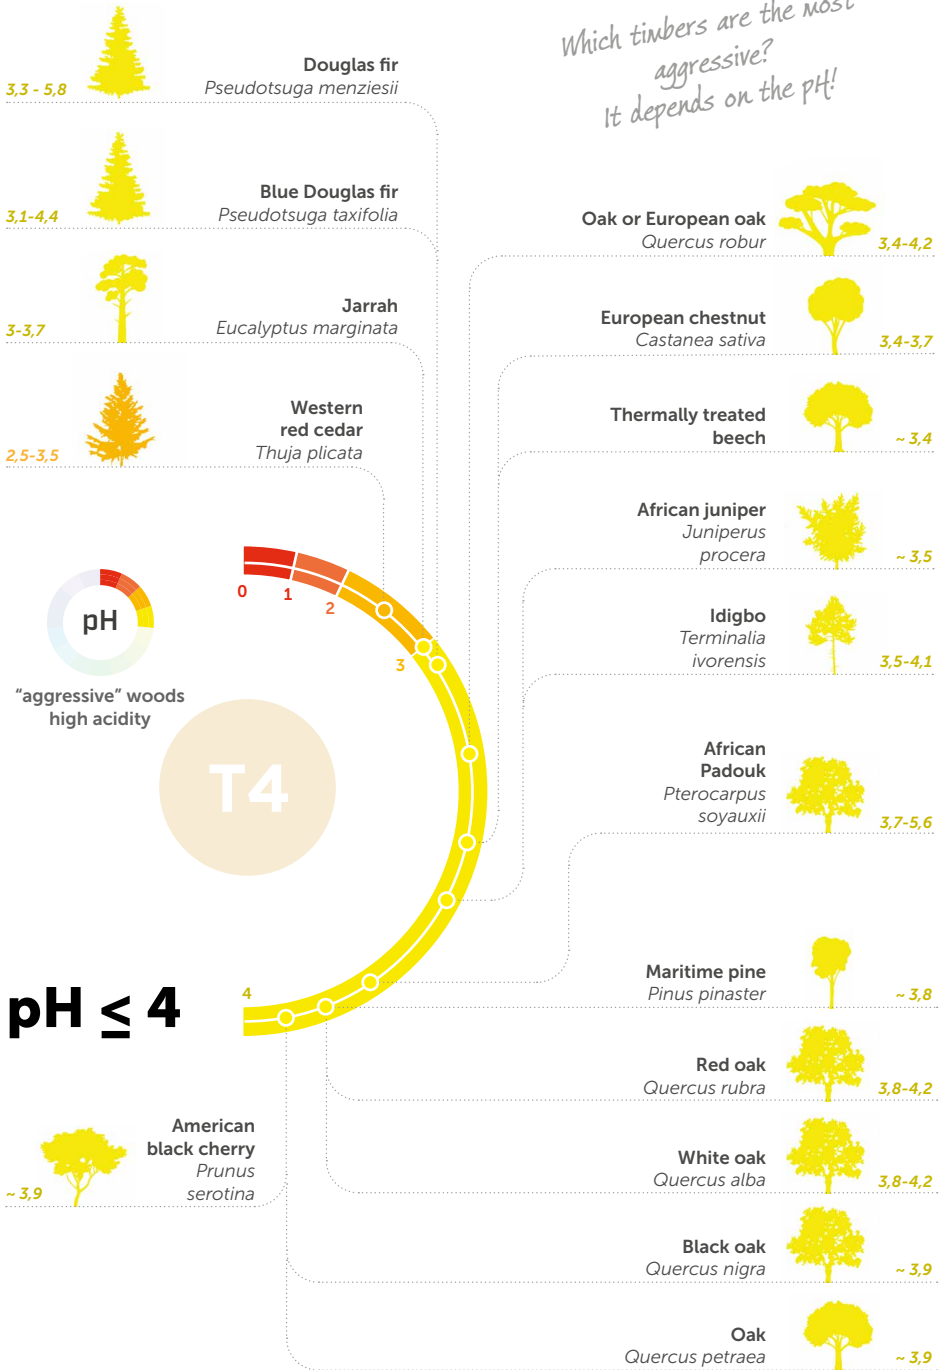 Which timbers are the most
aggressive?
It depends on the pH!
Douglas fir
Pseudotsuga menziesii
3,3 - 5,8
Blue Douglas fir
Pseudotsuga taxifolia
3,1-4,4
Jarrah
Eucalyptus marginata
3-3,7
Western
red cedar
Thuja plicata
2,5-3,5
Oak or European oak
Quercus robur
3,4-4,2
European chestnut
Castanea sativa
3,4-3,7
Thermally treated
beech
~ 3,4
African juniper
Juniperus
procera
~ 3,5
Idigbo
Terminalia
ivorensis
3,5-4,1
African
Padouk
Pterocarpus
soyauxii
3,7-5,6
Maritime pine
Pinus pinaster
~ 3,8
Red oak
Quercus rubra
3,8-4,2
White oak
Quercus alba
3,8-4,2
Black oak
Quercus nigra
~ 3,9
Oak
Quercus petraea
~ 3,9
0
1
2
3
4
pH
"aggressive" woods
high acidity
T4
pH ≤ 4
American
black cherry
Prunus
serotina
~ 3,9